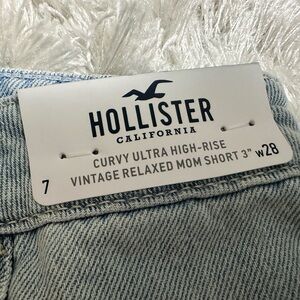 HOLLISTER
CALIFORNIA
CURVY ULTRA HIGH-RISE
7 VINTAGE RELAXED MOM SHORT 3" W28